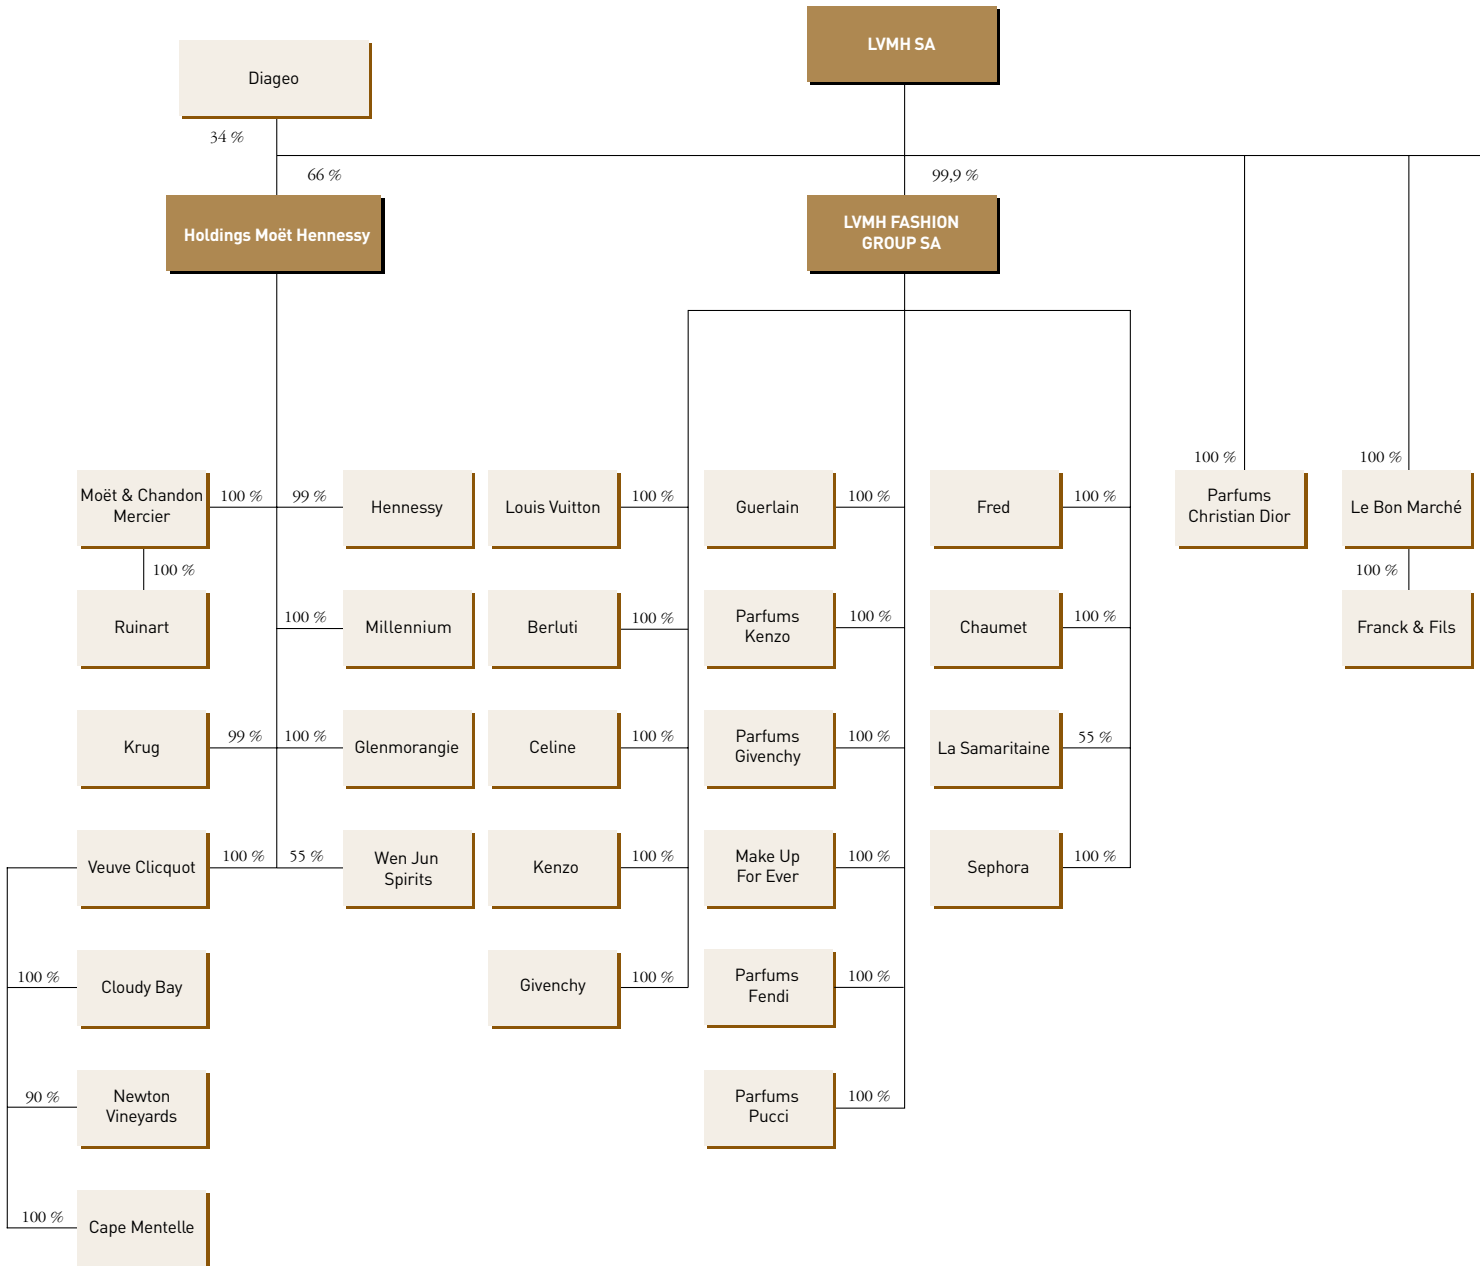 LVMH SA
Diageo
34 %
66 %
99,9 %
Holdings Moët Hennessy
LVMH FASHION
GROUP SA
100 %
100 %
Moët & Chandon
Mercier
100 %
99 %
Hennessy
Louis Vuitton
100 %
Guerlain
100 %
Fred
100 %
Parfums
Christian Dior
Le Bon Marché
100 %
100 %
Ruinart
100 %
Millennium
Berluti
100 %
Parfums
Kenzo
100 %
Chaumet
100 %
Franck & Fils
Krug
99 %
100 %
Glenmorangie
Celine
100 %
Parfums
Givenchy
100 %
La Samaritaine
55 %
Veuve Clicquot
100 %
55 %
Wen Jun
Spirits
Kenzo
100 %
Make Up
For Ever
100 %
Sephora
100 %
100 %
Cloudy Bay
Givenchy
100 %
Parfums
Fendi
100 %
90 %
Newton
Vineyards
Parfums
Pucci
100 %
100 %
Cape Mentelle